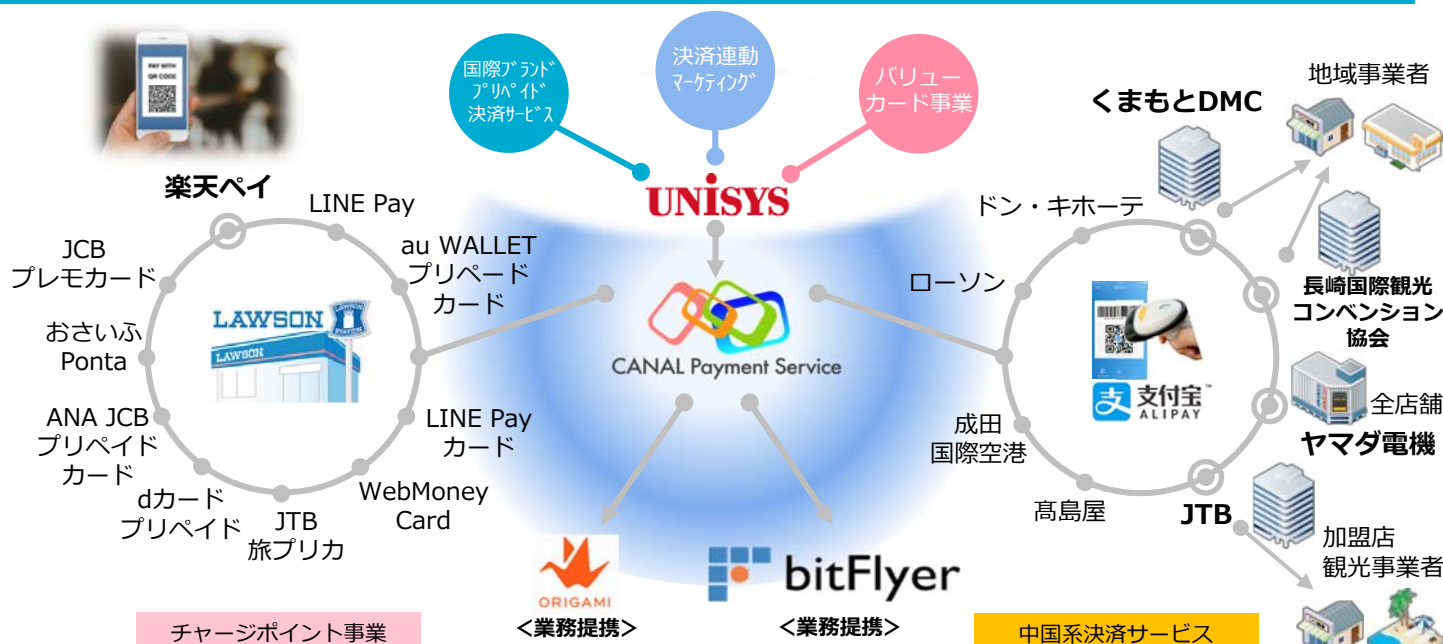 PAY WITH
QR CODE
国際ブランド
プリペイド
決済サービス
決済連動
マーケティング
バリュー
カード事業
UNISYS
楽天ペイ
LINE Pay
au WALLET
プリペード
カード
LINE Pay
カード
WebMoney
Card
JTB
旅プリカ
dカード
プリペイド
ANA JCB
プリペイド
カード
おさいふ
Ponta
JCB
プレモカード
LAWSON
LAWSON
STATION
LAWSON
CANAL Payment Service
ORIGAMI
<業務提携>
bitFlyer
<業務提携>
くまもとDMC
地域事業者
ドン・キホーテ
ローソン
成田
国際空港
髙島屋
JTB
長崎国際観光
コンベンション
協会
全店舗
ヤマダ電機
加盟店
観光事業者
支付宝™
ALIPAY
チャージポイント事業
中国系決済サービス